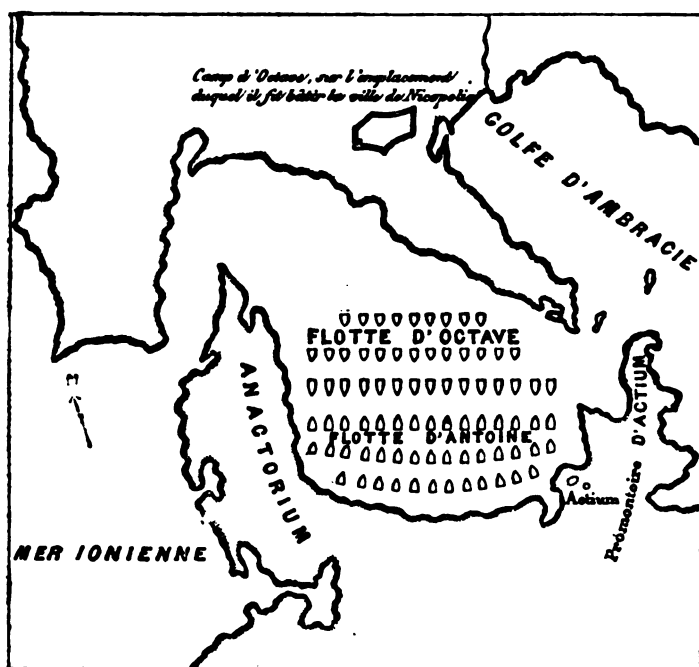 Camp d'Octave, sur l'emplacement
duquel il fit bâtir la ville de Nicopolis
GOLFE D'AMBRACIE
FLOTTE D'OCTAVE
ANACTORIUM
FLOTTE D'ANTOINE
Actium
Promontoire D'ACTIUM
MER IONIENNE